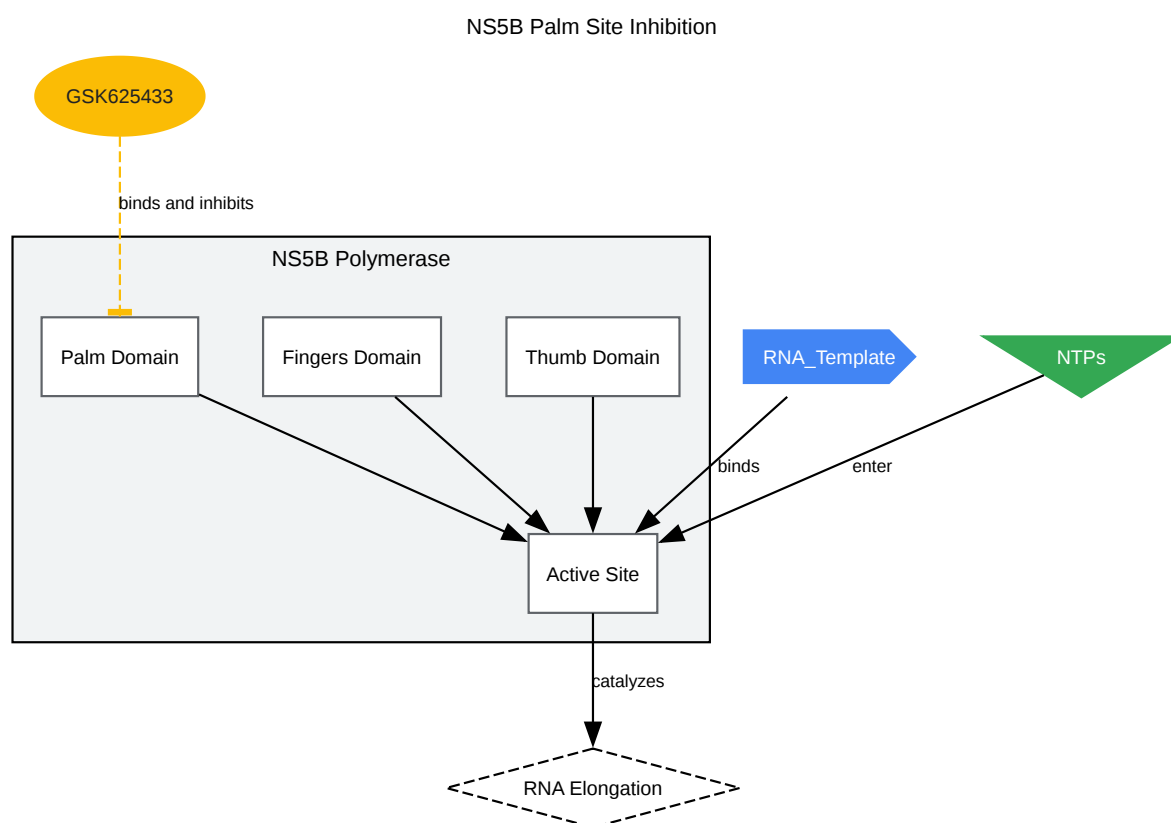 NS5B Palm Site Inhibition
GSK625433
binds and inhibits
NS5B Polymerase
Palm Domain
Fingers Domain
Thumb Domain
RNA_Template
NTPs
binds
enter
Active Site
catalyzes
RNA Elongation